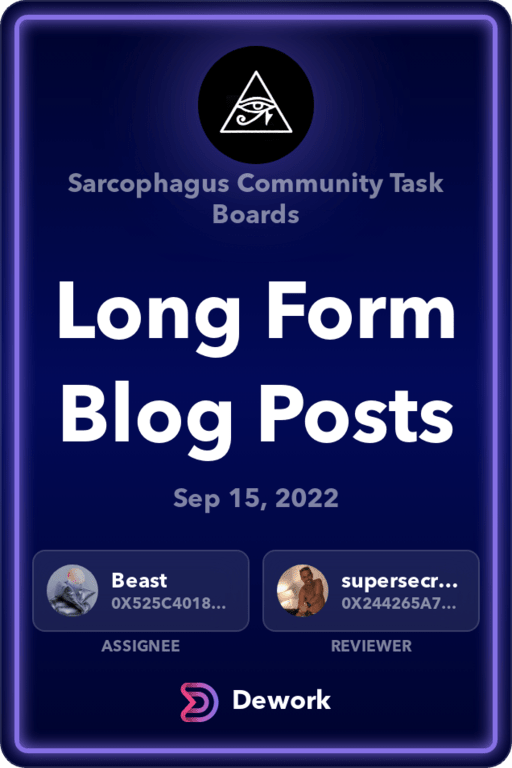 Sarcophagus Community Task
Boards
Long Form
Blog Posts
Sep 15, 2022
Beast
0X525C4018...
ASSIGNEE
supersecr...
0X244265A7...
REVIEWER
Dework